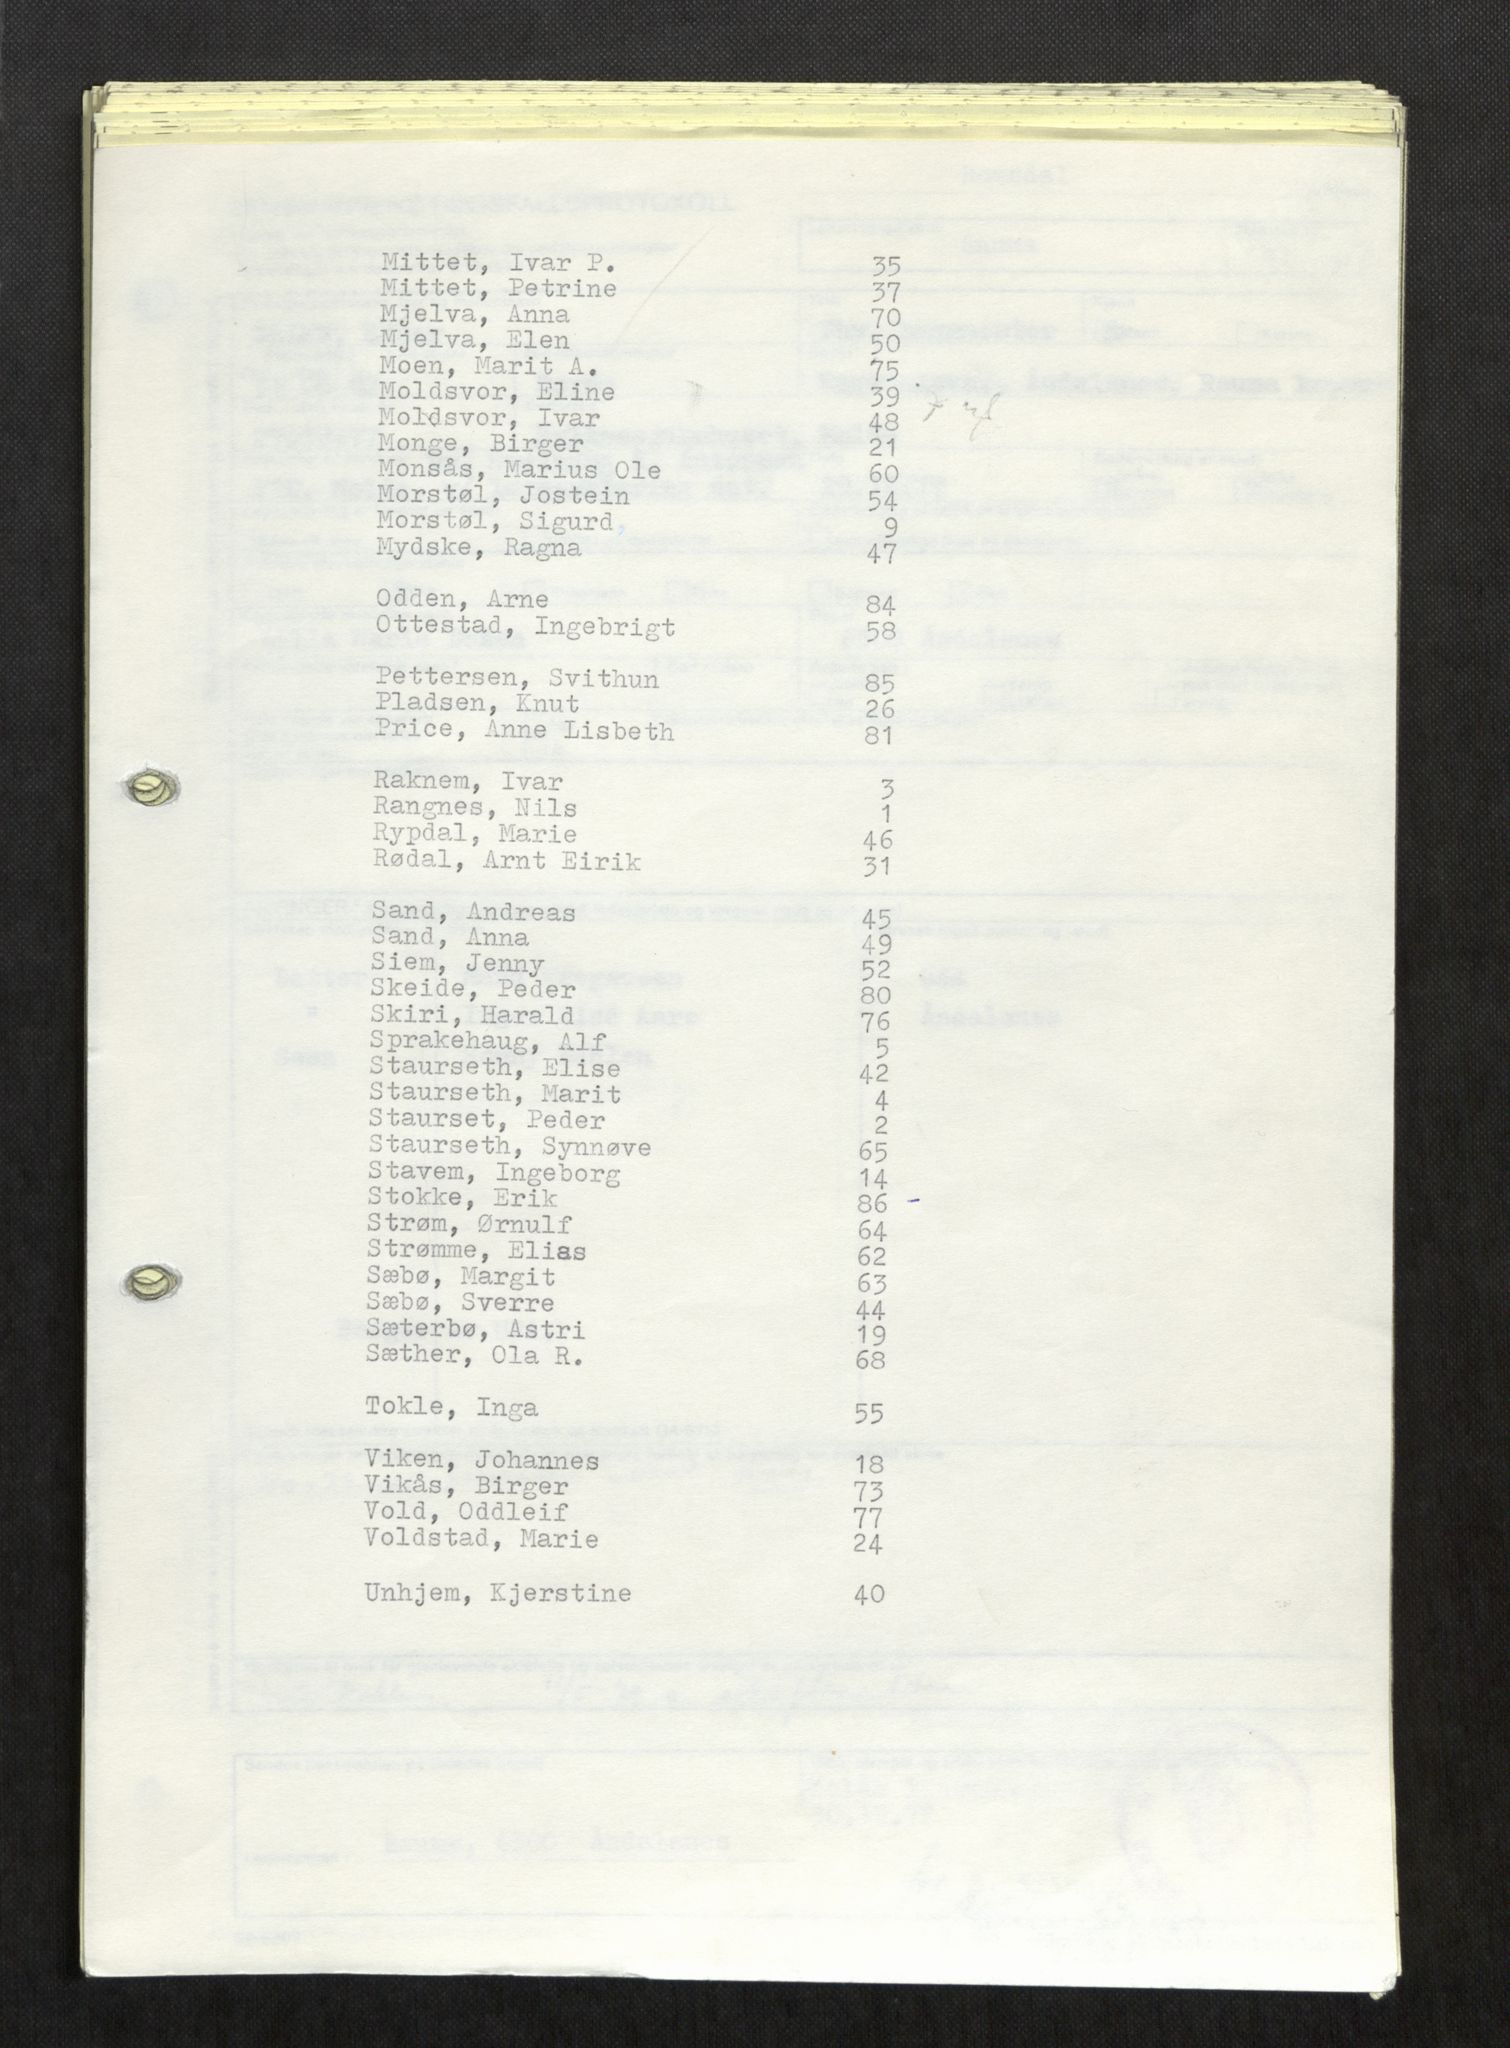 Mittet, Ivar P. 35
Mittet, Petrine 37
Mjelva, Anna 70
Mjelva, Elen 50
Moen, Marit A. 75
Moldsvor, Eline 39
Moldsvor, Ivar 48
Monge, Birger 21
Monsås, Marius Ole 60
Morstøl, Jostein 54
Morstøl, Sigurd, 9
Mydske, Ragna 47
Odden, Arne 84
Ottestad, Ingebrigt 58
Pettersen, Svithun 85
Pladsen, Knut 26
Price, Anne Lisbeth 81
Raknem, Ivar 3
Rangnes, Nils 1
Rypdal, Marie 46
Rødal, Arnt Eirik 31
Sand, Andreas 45
Sand, Anna 49
Siem, Jenny 52
Skeide, Peder 80
Skiri, Harald 76
Sprakehaug, Alf 5
Staurseth, Elise 42
Staurseth, Marit 4
Staurset, Peder 2
Staurseth, Synnøve 65
Stavem, Ingeborg 14
Stokke, Erik 86 -
Strøm, Ørnulf 64
Strømme, Elias 62
Sæbø, Margit 63
Sæbø, Sverre 44
Sæterbø, Astri 19
Sæther, Ola R. 68
Tokle, Inga 55
Viken, Johannes 18
Vikås, Birger 73
Vold, Oddleif 77
Voldstad, Marie 24
Unhjem, Kjerstine 40